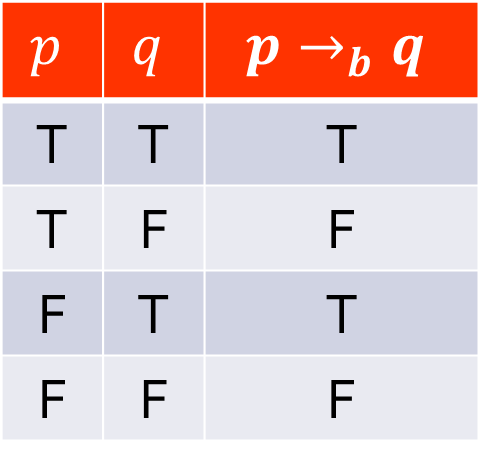 p q p →b q
T T T
T F F
F T T
F F F